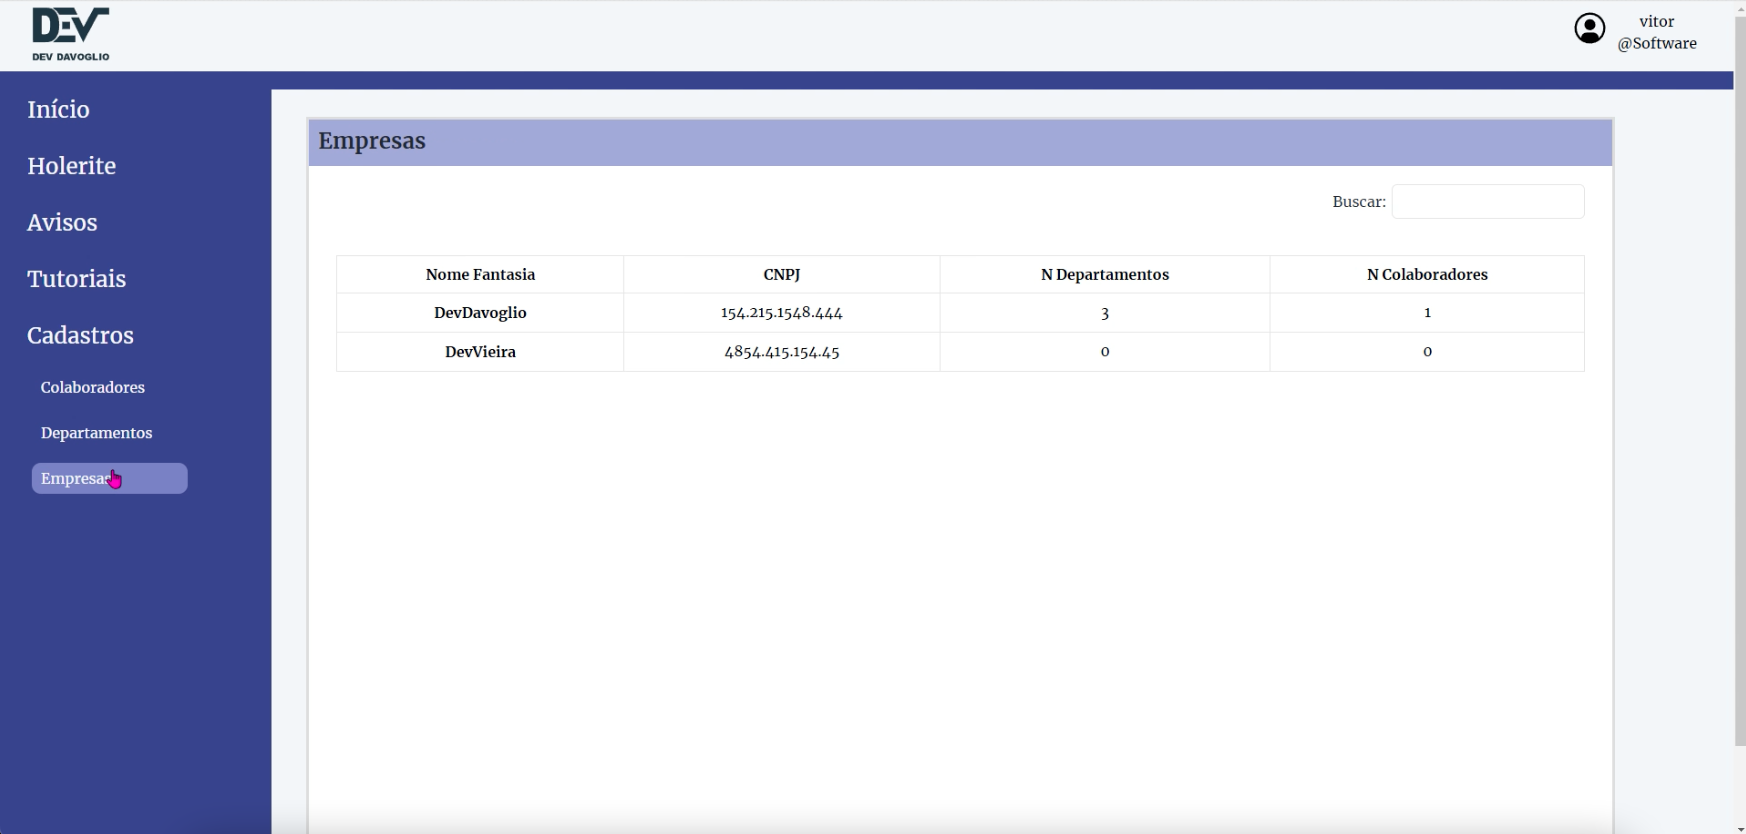 DEV
DEV DAVOGLIO
vitor
@Software
Início
Holerite
Avisos
Tutoriais
Cadastros
Colaboradores
Departamentos
Empresas
Empresas
Buscar:
Nome Fantasia CNPJ N Departamentos N Colaboradores
DevDavoglio 154.215.1548.444 3 1
DevVieira 4854.415.154.45 0 0